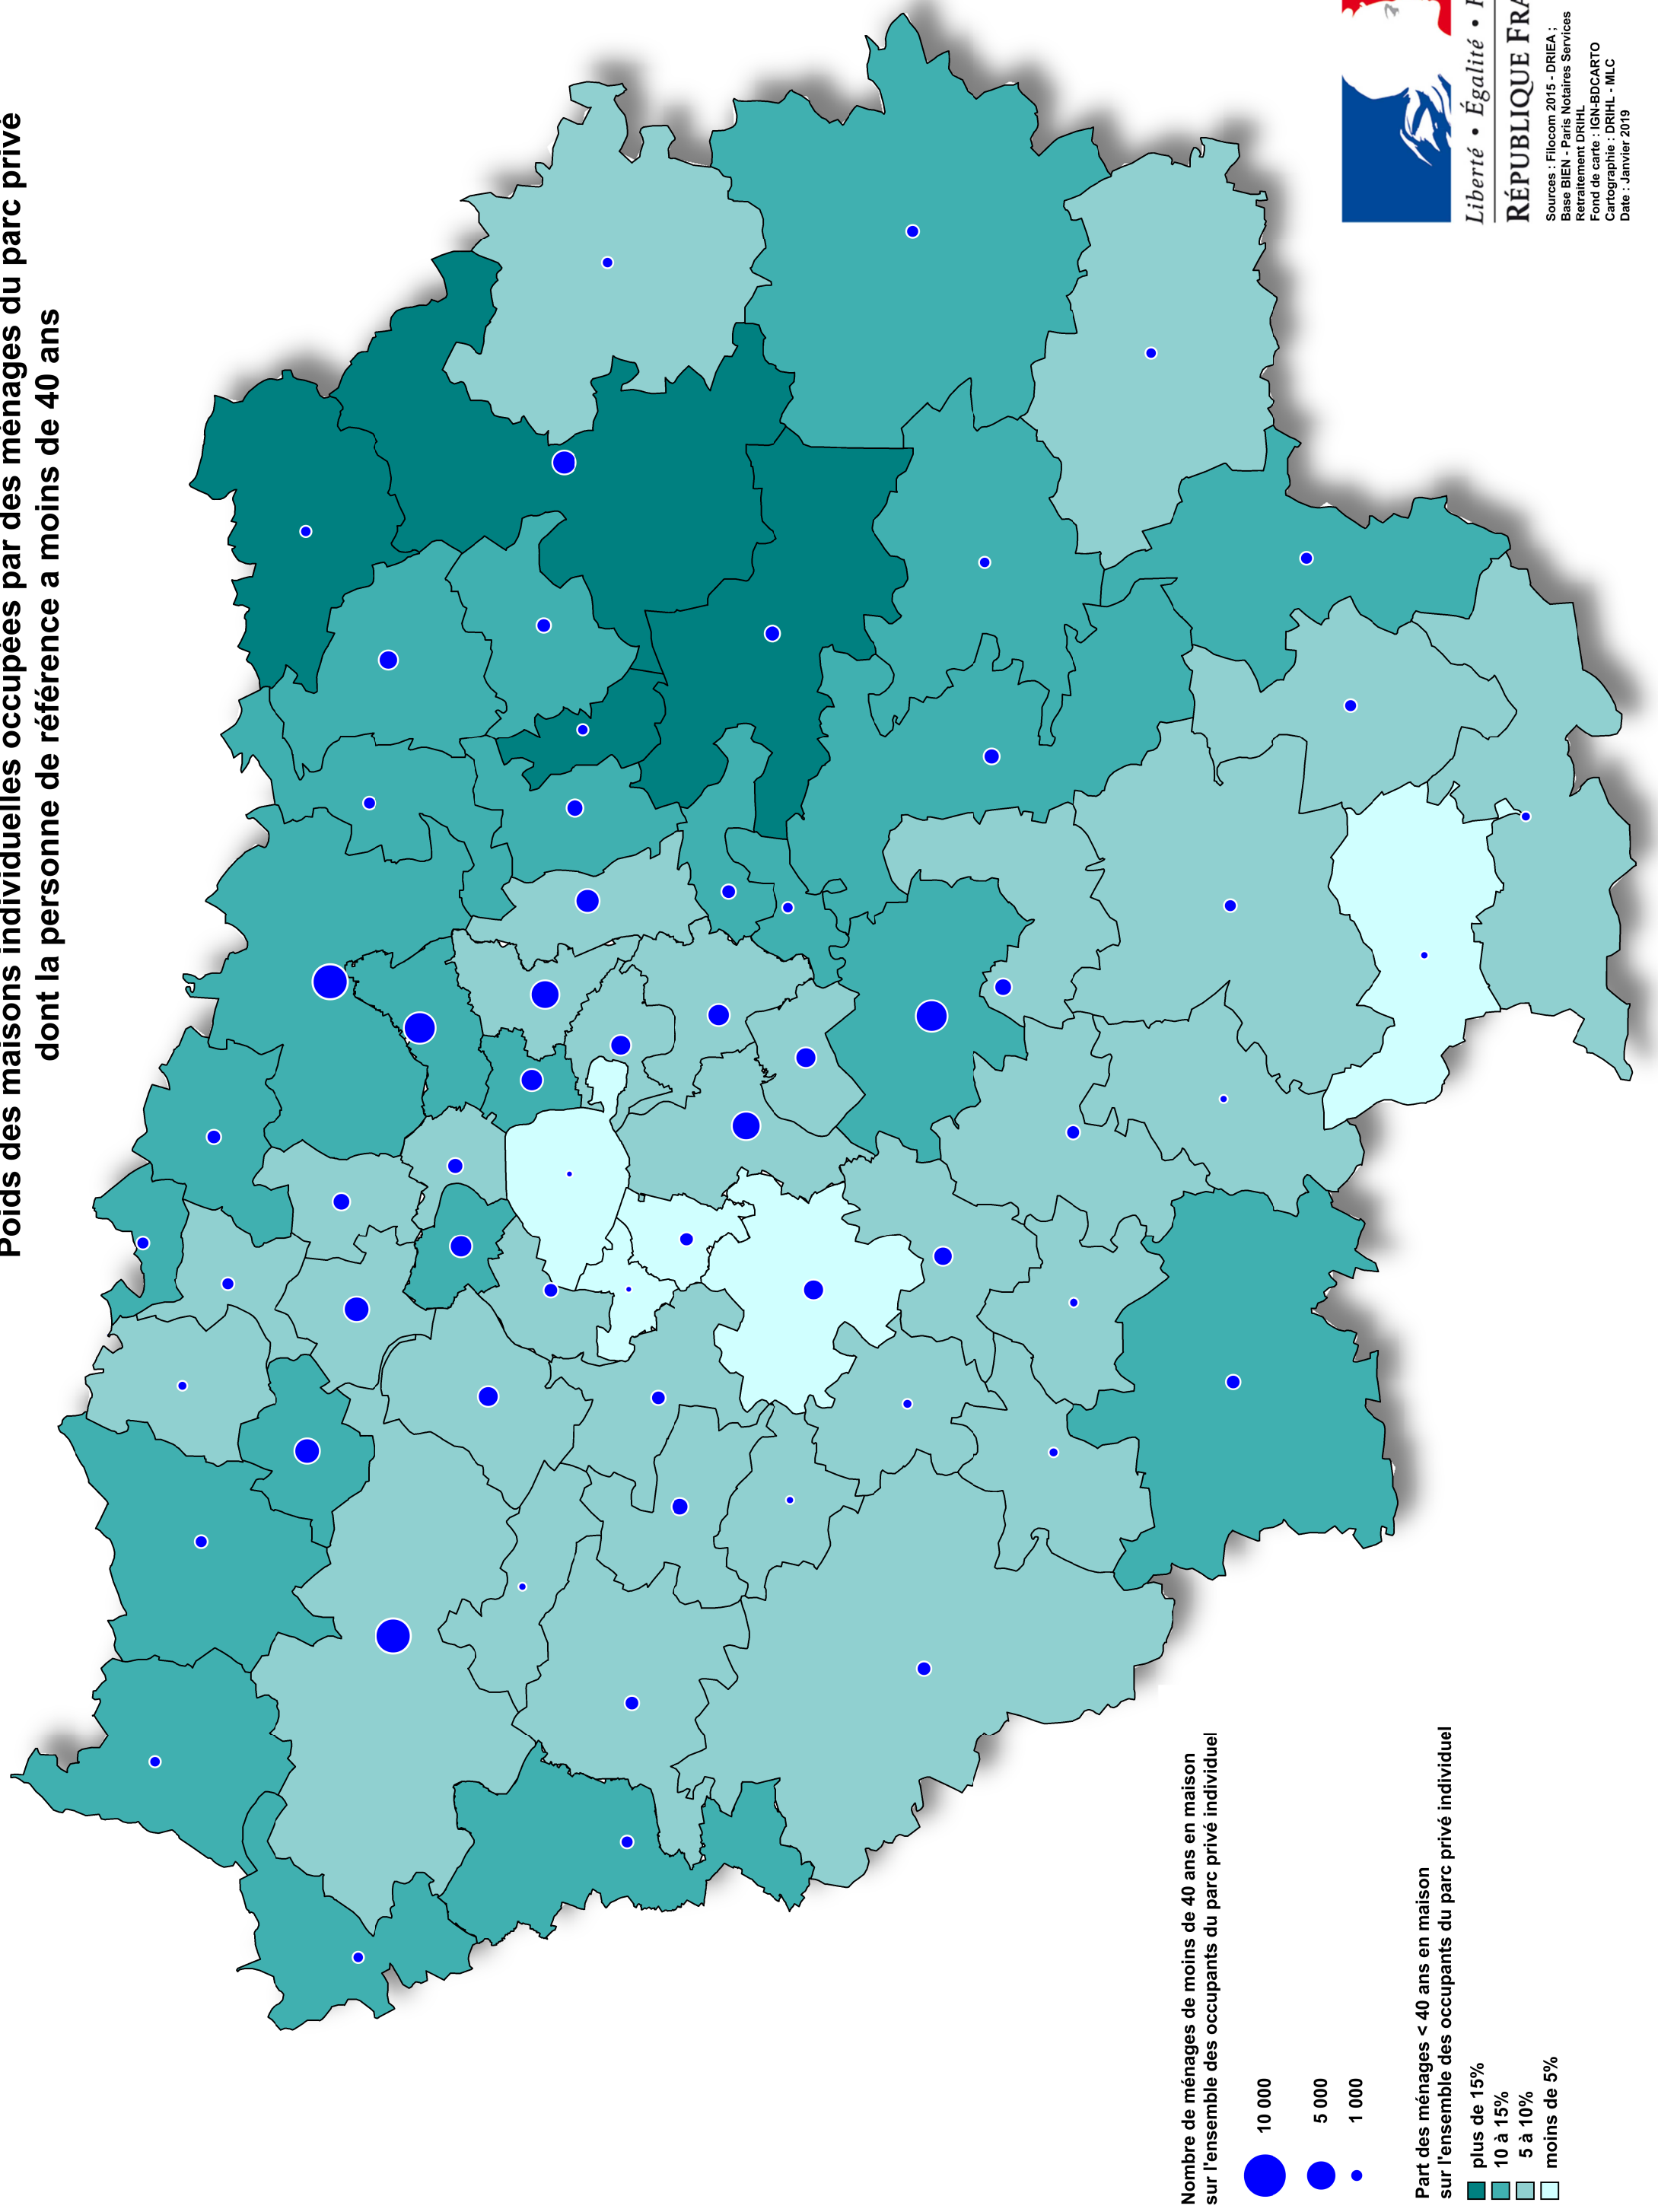 Poids des maisons individuelles occupées par des ménages du parc privé
dont la personne de référence a moins de 40 ans
Liberté • Égalité •
RÉPUBLIQUE
Sources : Filocom 2015 - DRIEA ;
Base BIEN - Paris Notaires Services
Retraitement DRIHL
Fond de carte : IGN-BDCARTO
Cartographie : DRIHL - MLC
Date : Janvier 2019
Nombre de ménages de moins de 40 ans en maison
sur l'ensemble des occupants du parc privé individuel
10 000
5 000
1 000
Part des ménages < 40 ans en maison
sur l'ensemble des occupants du parc privé individuel
plus de 15%
10 à 15%
5 à 10%
moins de 5%